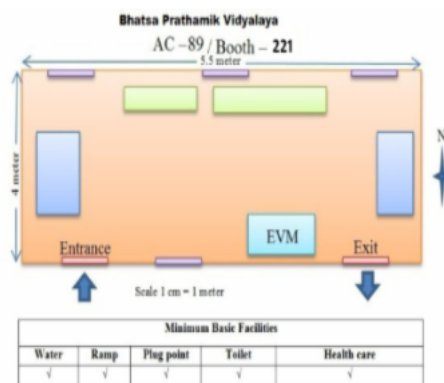 Bhatsa Prathamik Vidyalaya
AC -89 / Booth - 221
5.5 meter
4 meter
N
EVM
Entrance
Exit
Scale 1 cm = 1 meter
Minimum Basic Facilities
Water Ramp Plug point Toilet Health care
√ √ √ √ √